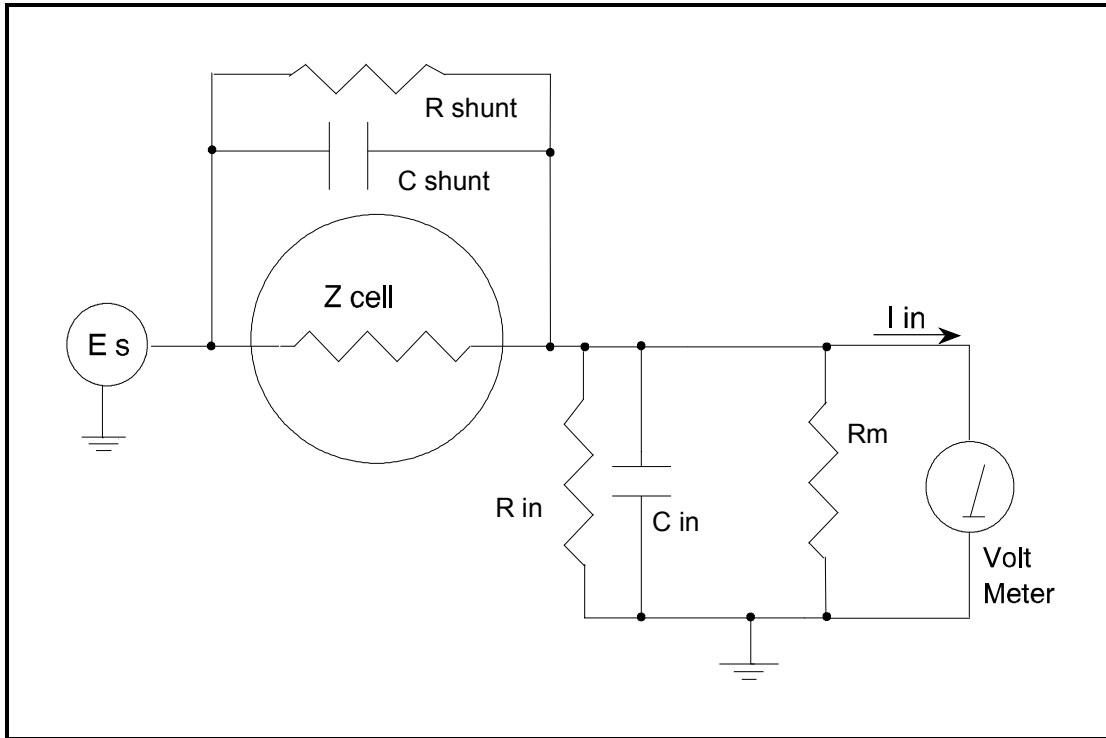 R shunt
C shunt
Z cell
E s
I in
Rm
R in
C in
Volt
Meter